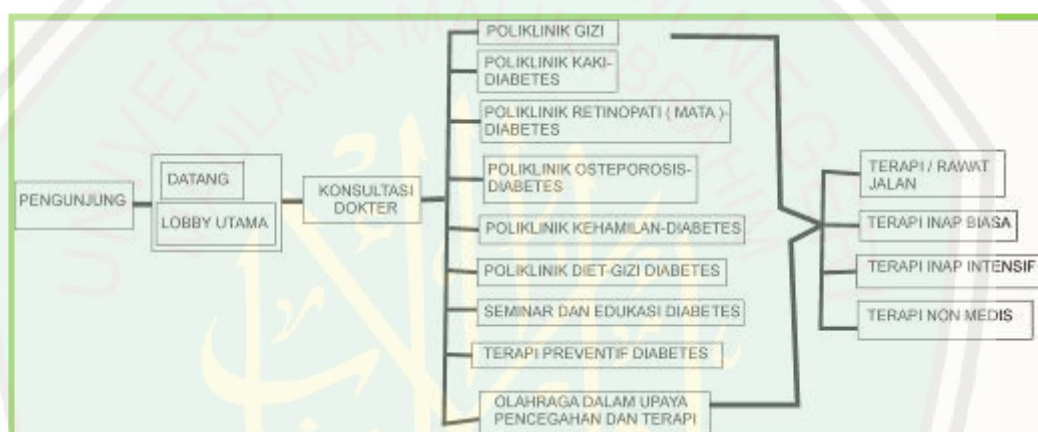 PENGUNJUNG
DATANG
LOBBY UTAMA
KONSULTASI
DOKTER
POLIKLINIK GIZI
POLIKLINIK KAKI-
DIABETES
POLIKLINIK RETINOPATI ( MATA )-
DIABETES
POLIKLINIK OSTEPOROSIS-
DIABETES
POLIKLINIK KEHAMILAN-DIABETES
POLIKLINIK DIET-GIZI DIABETES
SEMINAR DAN EDUKASI DIABETES
TERAPI PREVENTIF DIABETES
OLAHRAGA DALAM UPAYA
PENCEGAHAN DAN TERAPI
TERAPI / RAWAT
JALAN
TERAPI INAP BIASA
TERAPI INAP INTENSIF
TERAPI NON MEDIS